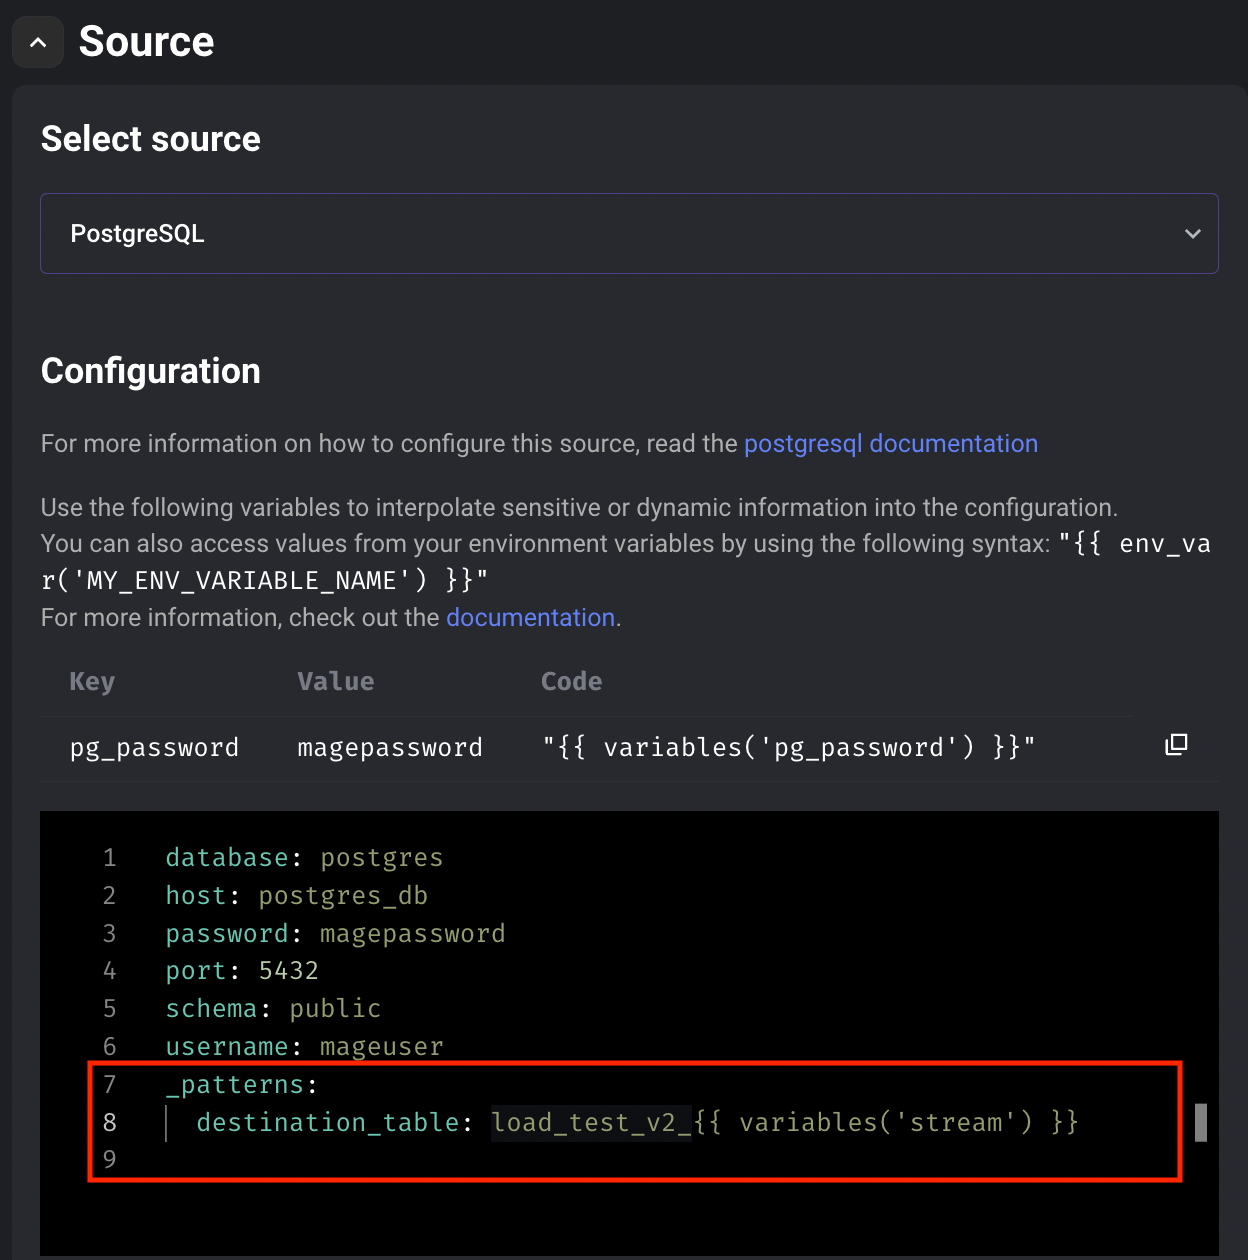 Source
Select source
PostgreSQL
Configuration
For more information on how to configure this source, read the postgresql documentation
Use the following variables to interpolate sensitive or dynamic information into the configuration.
You can also access values from your environment variables by using the following syntax: "{{ env_va
r('MY_ENV_VARIABLE_NAME') }}"
For more information, check out the documentation.
Key Value Code
pg_password magepassword "{{ variables('pg_password') }}"
1 database: postgres
2 host: postgres_db
3 password: magepassword
4 port: 5432
5 schema: public
6 username: mageuser
7 _patterns:
8 destination_table: load_test_v2_{{ variables('stream') }}
9